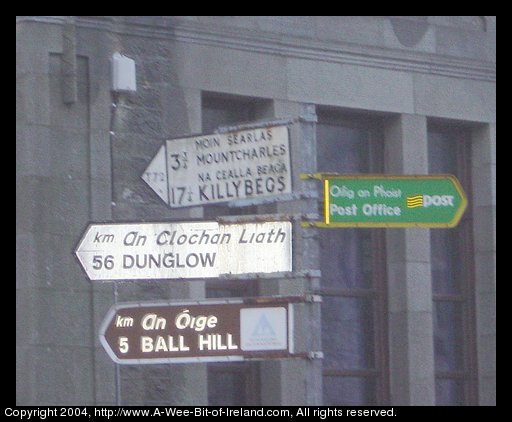 MOIN SEARLAS
3½ MOUNTCHARLES
NA CEALLA BEAGA
T72 17½ KILLYBEGS
Oifig an Phoist
Post Office
post
km An Clochan Liath
56 DUNGLOW
km An Óige
5 BALL HILL
Copyright 2004, http://www.A-Wee-Bit-of-Ireland.com, All rights reserved.